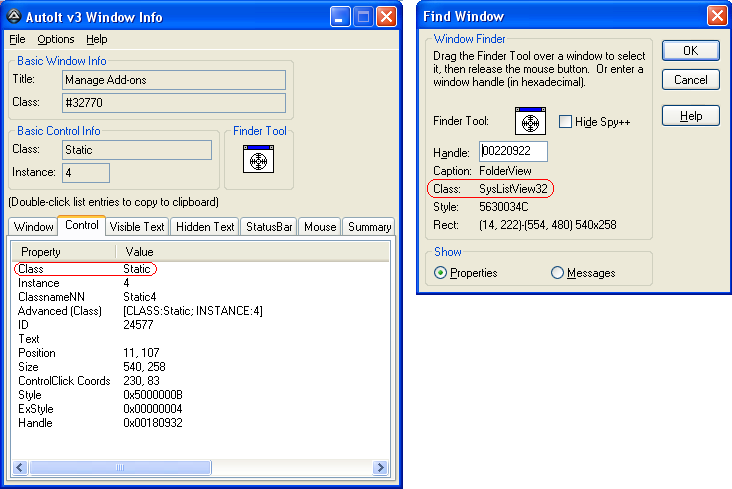 AutoIt v3 Window Info
File Options Help
Basic Window Info
Title: Manage Add-ons
Class: #32770
Basic Control Info
Class: Static
Instance: 4
Finder Tool
(Double-click list entries to copy to clipboard)
Window Control Visible Text Hidden Text StatusBar Mouse Summary
Property Value
Class Static
Instance 4
ClassnameNN Static4
Advanced (Class) [CLASS:Static; INSTANCE:4]
ID 24577
Text
Position 11, 107
Size 540, 258
ControlClick Coords 230, 83
Style 0x5000000B
ExStyle 0x00000004
Handle 0x00180932
Find Window
Window Finder
Drag the Finder Tool over a window to select
it, then release the mouse button. Or enter a
window handle (in hexadecimal).
Finder Tool: Hide Spy++
Handle: 00220922
Caption: FolderView
Class: SysListView32
Style: 5630034C
Rect: (14, 222)-(554, 480) 540x258
Show
Properties Messages
OK
Cancel
Help